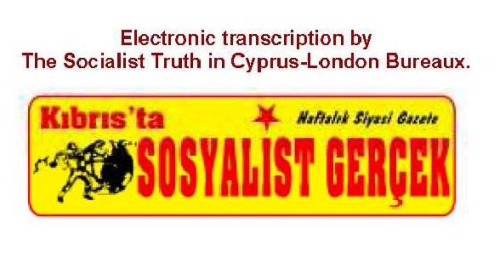 Electronic transcription by
The Socialist Truth in Cyprus-London Bureaux.
Kıbrıs'ta
Haftalık Siyasi Gazete
SOSYALIST GERÇEK